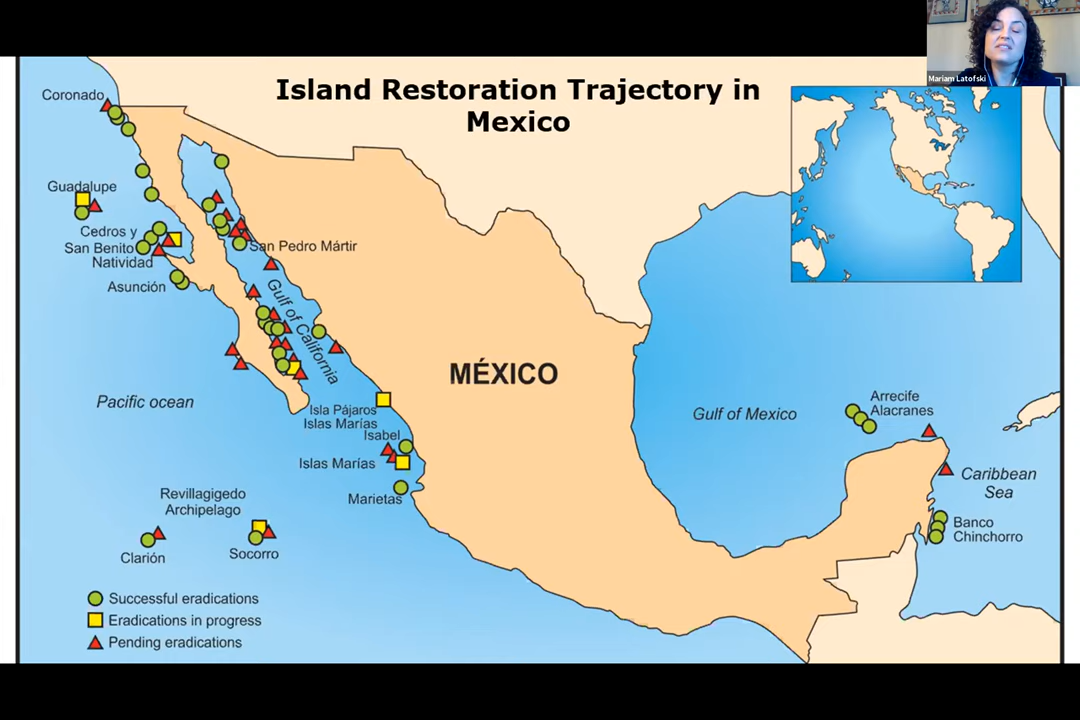 Mariam Latofski
Island Restoration Trajectory in
Mexico
Coronado
Guadalupe
Cedros y
San Benito
Natividad
Asunción
San Pedro Mártir
Gulf of California
MÉXICO
Pacific ocean
Gulf of Mexico
Arrecife
Alacranes
Isla Pájaros
Islas Marías
Isabel
Islas Marías
Marietas
Caribbean
Sea
Banco
Chinchorro
Revillagigedo
Archipelago
Clarión
Socorro
Successful eradications
Eradications in progress
Pending eradications